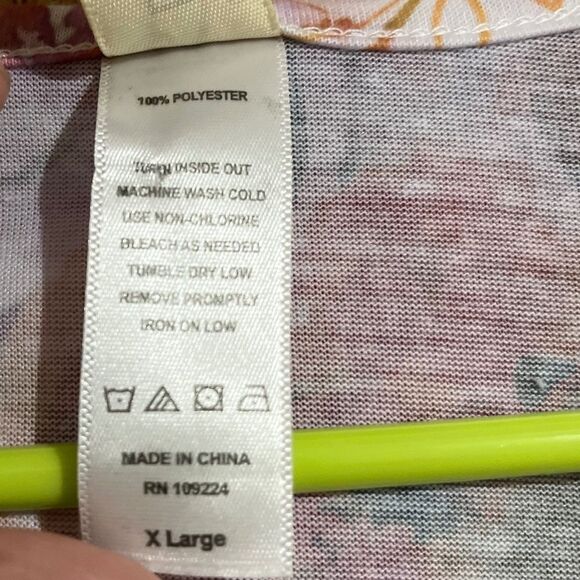 100% POLYESTER
TURN INSIDE OUT
MACHINE WASH COLD
USE NON-CHLORINE
BLEACH AS NEEDED
TUMBLE DRY LOW
REMOVE PROMPTLY
IRON ON LOW
MADE IN CHINA
RN 109224
X Large